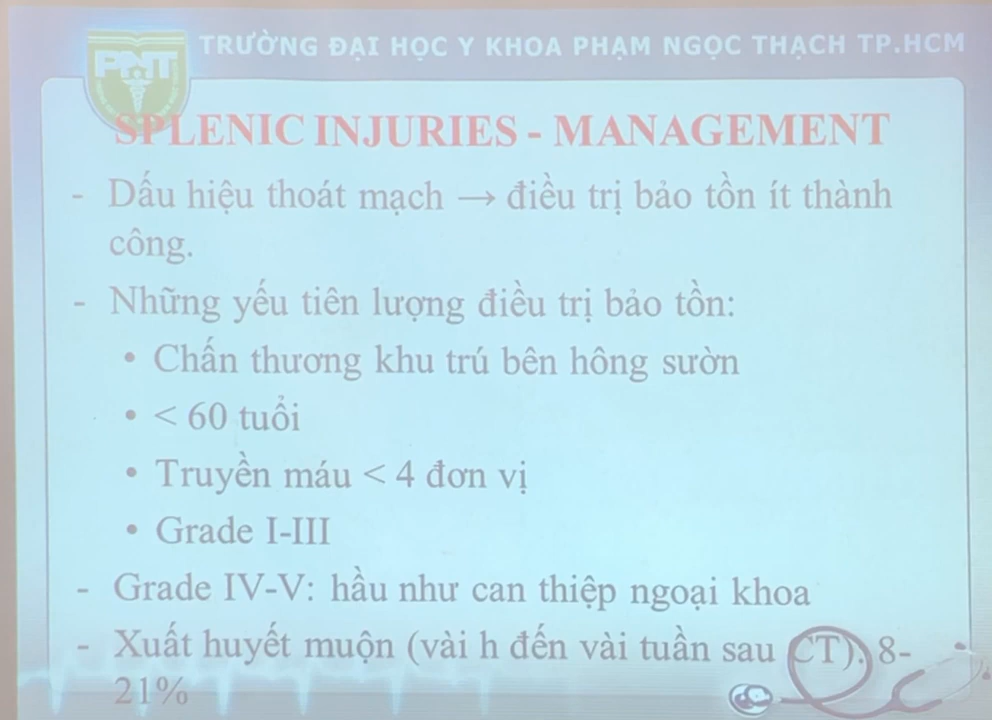 PNT
TRƯỜNG ĐẠI HỌC Y KHOA PHẠM NGỌC THẠCH TP.HCM
SPLENIC INJURIES - MANAGEMENT
- Dấu hiệu thoát mạch → điều trị bảo tồn ít thành
công.
- Những yếu tiên lượng điều trị bảo tồn:
• Chấn thương khu trú bên hông sườn
• < 60 tuổi
• Truyền máu < 4 đơn vị
• Grade I-III
- Grade IV-V: hầu như can thiệp ngoại khoa
- Xuất huyết muộn (vài h đến vài tuần sau CT). 8-
21%